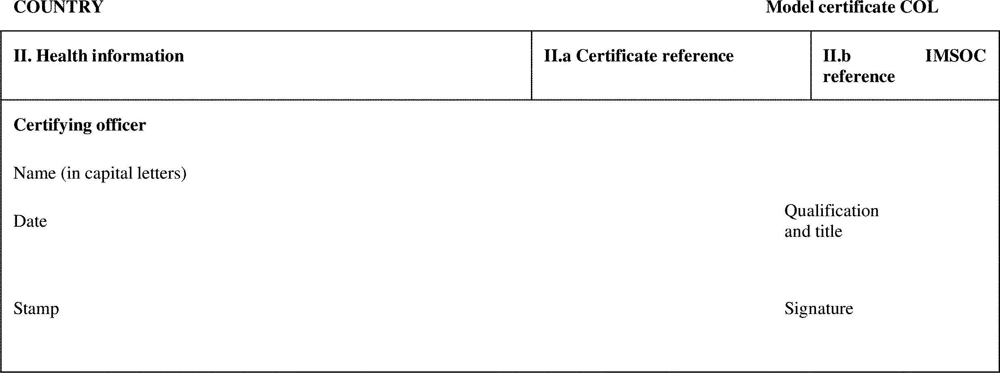 COUNTRY Model certificate COL
II. Health information II.a Certificate reference II.b IMSOC
reference
Certifying officer
Name (in capital letters)
Date Qualification
and title
Stamp Signature